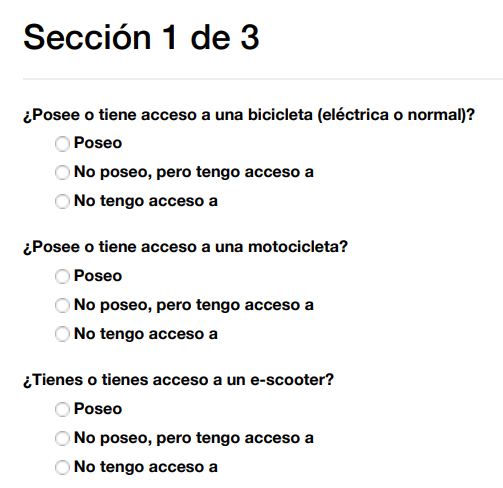 Sección 1 de 3
¿Posee o tiene acceso a una bicicleta (eléctrica o normal)?
Poseo
No poseo, pero tengo acceso a
No tengo acceso a
¿Posee o tiene acceso a una motocicleta?
Poseo
No poseo, pero tengo acceso a
No tengo acceso a
¿Tienes o tienes acceso a un e-scooter?
Poseo
No poseo, pero tengo acceso a
No tengo acceso a